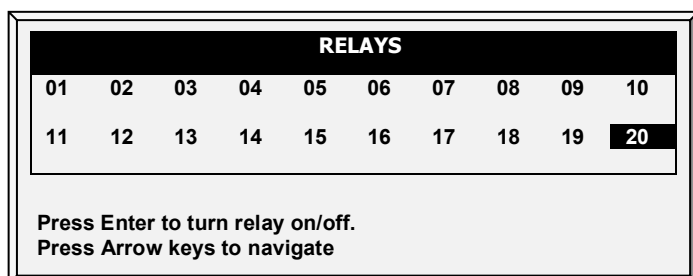 RELAYS
01 02 03 04 05 06 07 08 09 10
11 12 13 14 15 16 17 18 19 20
Press Enter to turn relay on/off.
Press Arrow keys to navigate